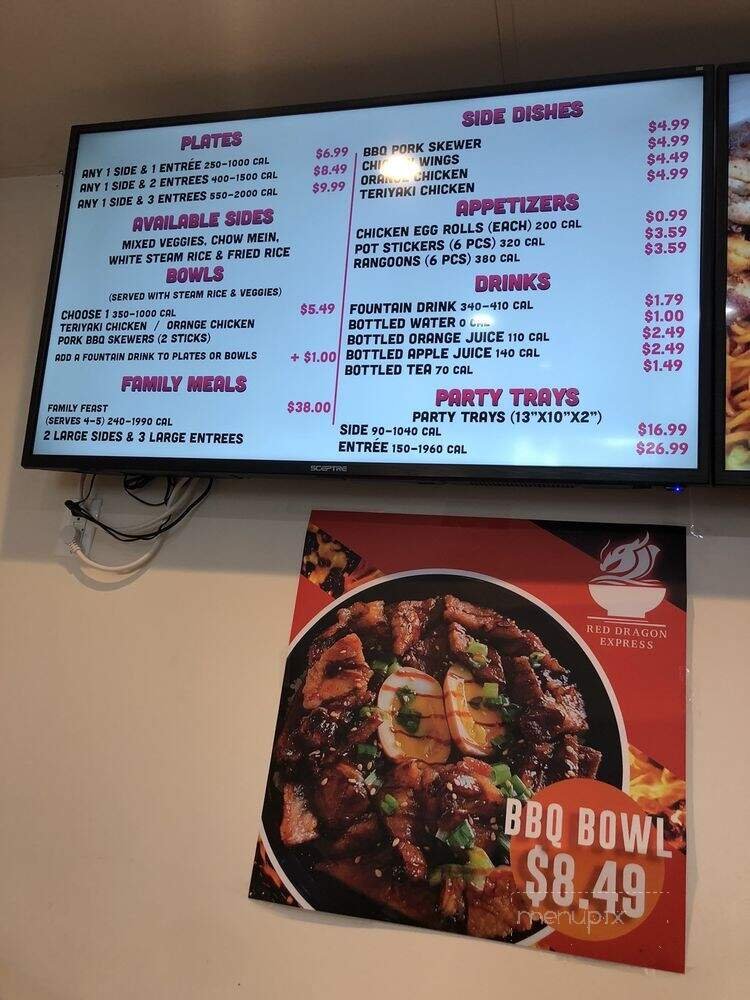 PLATES
ANY 1 SIDE & 1 ENTRÉE 250-1000 CAL $6.99
ANY 1 SIDE & 2 ENTREES 400-1500 CAL $8.49
ANY 1 SIDE & 3 ENTREES 550-2000 CAL $9.99
AVAILABLE SIDES
MIXED VEGGIES, CHOW MEIN,
WHITE STEAM RICE & FRIED RICE
BOWLS
(SERVED WITH STEAM RICE & VEGGIES)
CHOOSE 1 350-1000 CAL $5.49
TERIYAKI CHICKEN / ORANGE CHICKEN
PORK BBQ SKEWERS (2 STICKS)
ADD A FOUNTAIN DRINK TO PLATES OR BOWLS + $1.00
FAMILY MEALS
FAMILY FEAST $38.00
(SERVES 4-5) 240-1990 CAL
2 LARGE SIDES & 3 LARGE ENTREES
SIDE DISHES
BBQ PORK SKEWER $4.99
CHICKEN WINGS $4.99
ORANGE CHICKEN $4.49
TERIYAKI CHICKEN $4.99
APPETIZERS
CHICKEN EGG ROLLS (EACH) 200 CAL $0.99
POT STICKERS (6 PCS) 320 CAL $3.59
RANGOONS (6 PCS) 380 CAL $3.59
DRINKS
FOUNTAIN DRINK 340-410 CAL $1.79
BOTTLED WATER 0 CAL $1.00
BOTTLED ORANGE JUICE 110 CAL $2.49
BOTTLED APPLE JUICE 140 CAL $2.49
BOTTLED TEA 70 CAL $1.49
PARTY TRAYS
PARTY TRAYS (13"X10"X2")
SIDE 90-1040 CAL $16.99
ENTRÉE 150-1960 CAL $26.99
SCEPTRE
RED DRAGON
EXPRESS
BBQ BOWL
$8.49
menupix